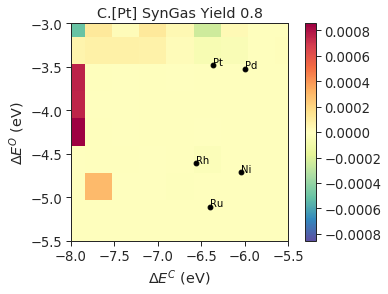 C.[Pt] SynGas Yield 0.8
−3.0
−3.5
−4.0
−4.5
−5.0
−5.5
ΔE^O (eV)
Pt
Pd
Rh
Ni
Ru
−8.0 −7.5 −7.0 −6.5 −6.0 −5.5
ΔE^C (eV)
0.0008
0.0006
0.0004
0.0002
0.0000
−0.0002
−0.0004
−0.0006
−0.0008